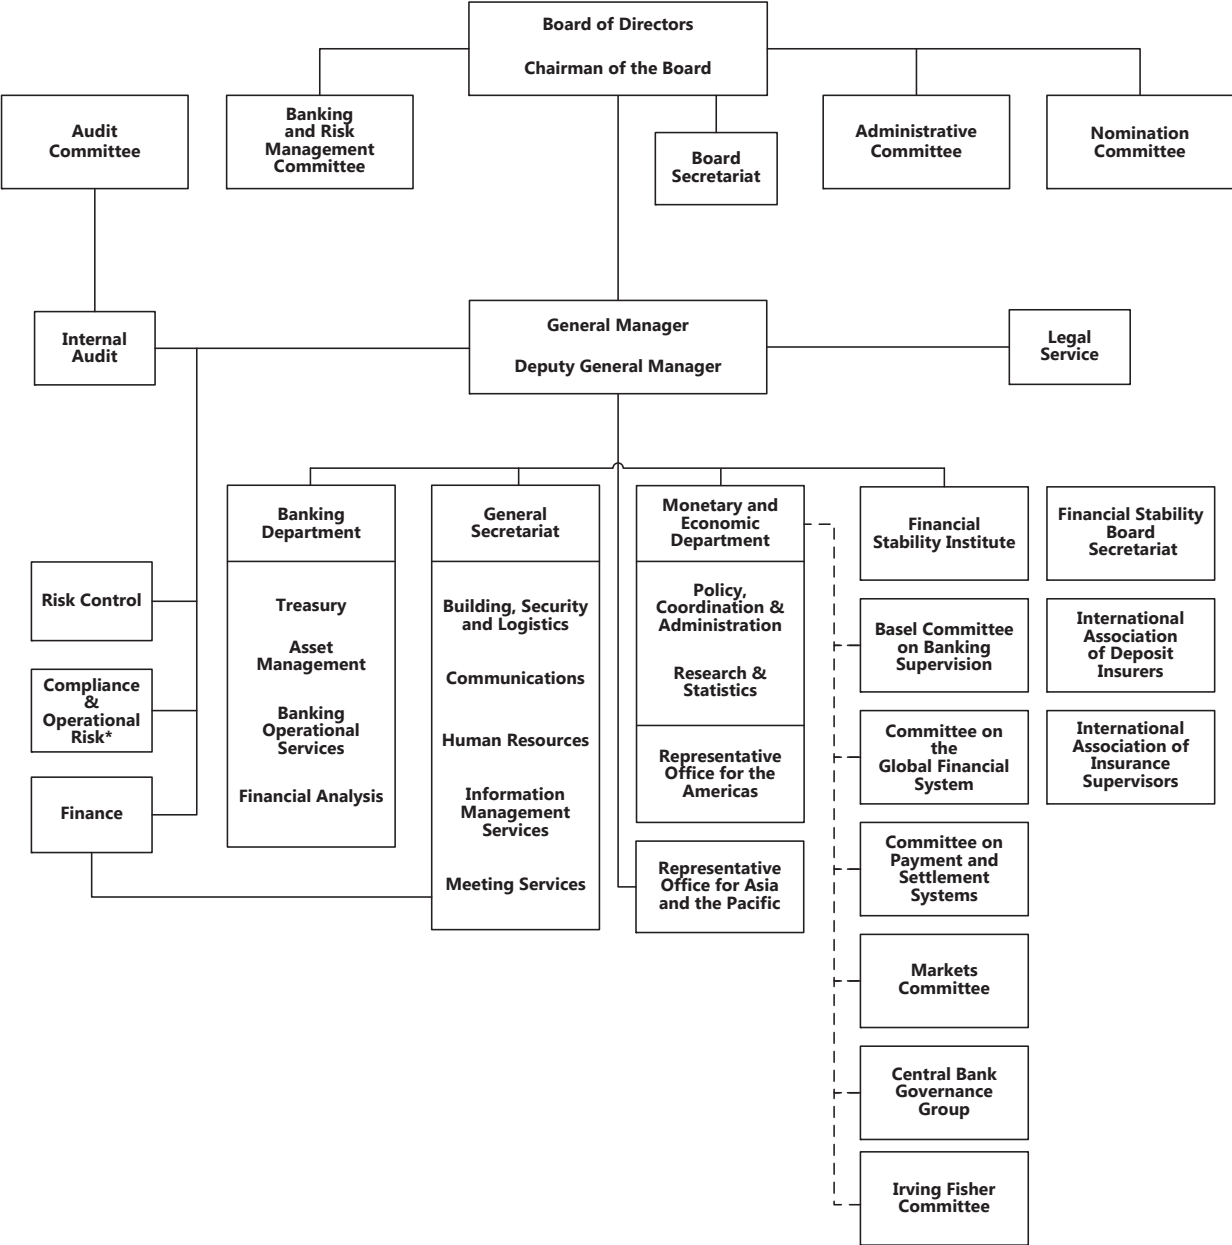 Board of Directors
Chairman of the Board
Audit
Committee
Banking
and Risk
Management
Committee
Board
Secretariat
Administrative
Committee
Nomination
Committee
Internal
Audit
General Manager
Deputy General Manager
Legal
Service
Risk Control
Compliance
&
Operational
Risk*
Finance
Banking
Department
Treasury
Asset
Management
Banking
Operational
Services
Financial Analysis
General
Secretariat
Building, Security
and Logistics
Communications
Human Resources
Information
Management
Services
Meeting Services
Monetary and
Economic
Department
Policy,
Coordination &
Administration
Research &
Statistics
Representative
Office for the
Americas
Representative
Office for Asia
and the Pacific
Financial
Stability Institute
Basel Committee
on Banking
Supervision
Committee on
the
Global Financial
System
Committee on
Payment and
Settlement
Systems
Markets
Committee
Central Bank
Governance
Group
Irving Fisher
Committee
Financial Stability
Board
Secretariat
International
Association
of Deposit
Insurers
International
Association of
Insurance
Supervisors